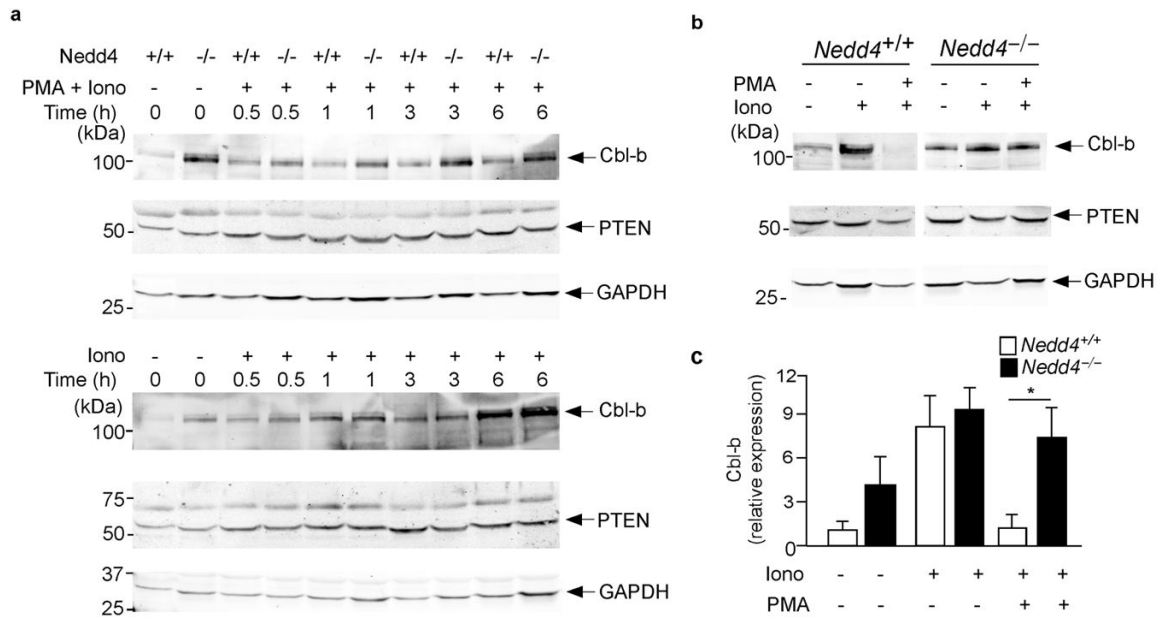 a
Nedd4 +/+ -/- +/+ -/- +/+ -/- +/+ -/- +/+ -/-
PMA + Iono - - + + + + + + + +
Time (h) 0 0 0.5 0.5 1 1 3 3 6 6
(kDa)
100- Cbl-b
50- PTEN
GAPDH
25-
Iono - - + + + + + + + +
Time (h) 0 0 0.5 0.5 1 1 3 3 6 6
(kDa)
Cbl-b
100-
75-
PTEN
50-
37-
GAPDH
25-
b
Nedd4+/+ Nedd4–/–
PMA - - + - - +
Iono - + + - + +
(kDa)
Cbl-b
100-
PTEN
50-
GAPDH
25-
c
Nedd4+/+
Nedd4–/–
Cbl-b
(relative expression)
12
9
6
3
0
*
Iono - - + + + +
PMA - - - - + +